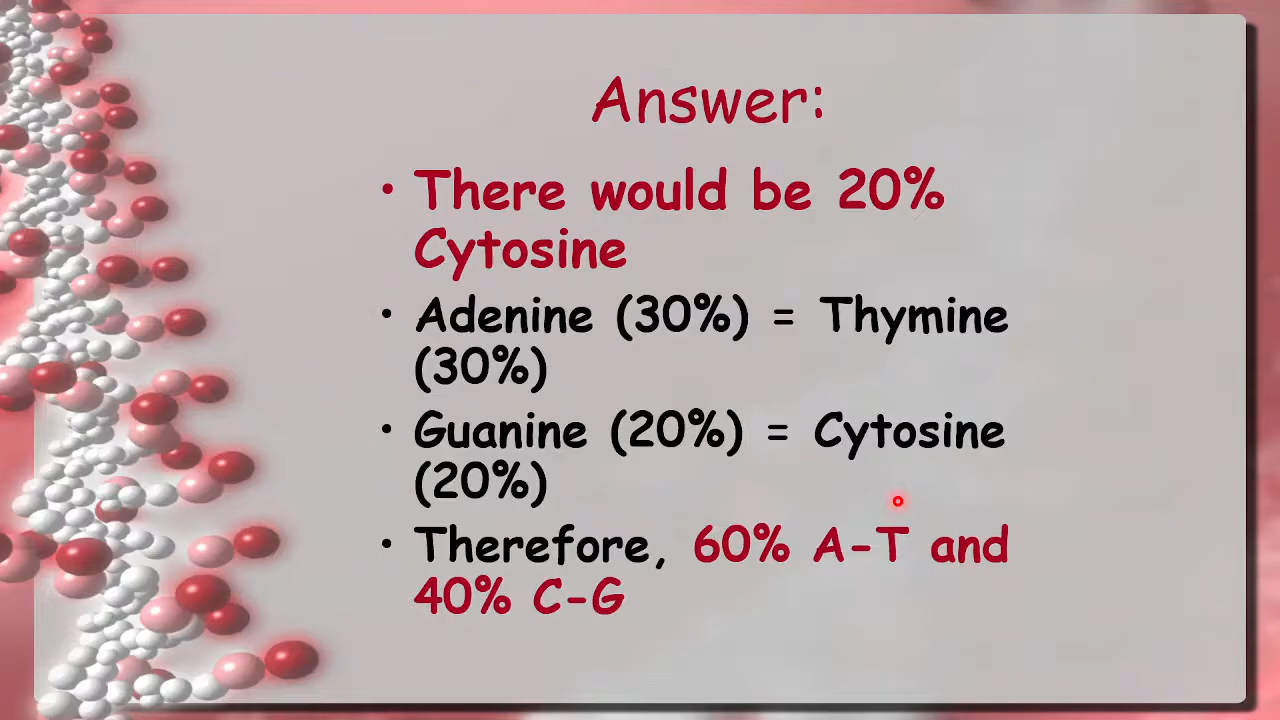 Answer:
• There would be 20%
Cytosine
• Adenine (30%) = Thymine
(30%)
• Guanine (20%) = Cytosine
(20%)
• Therefore, 60% A-T and
40% C-G